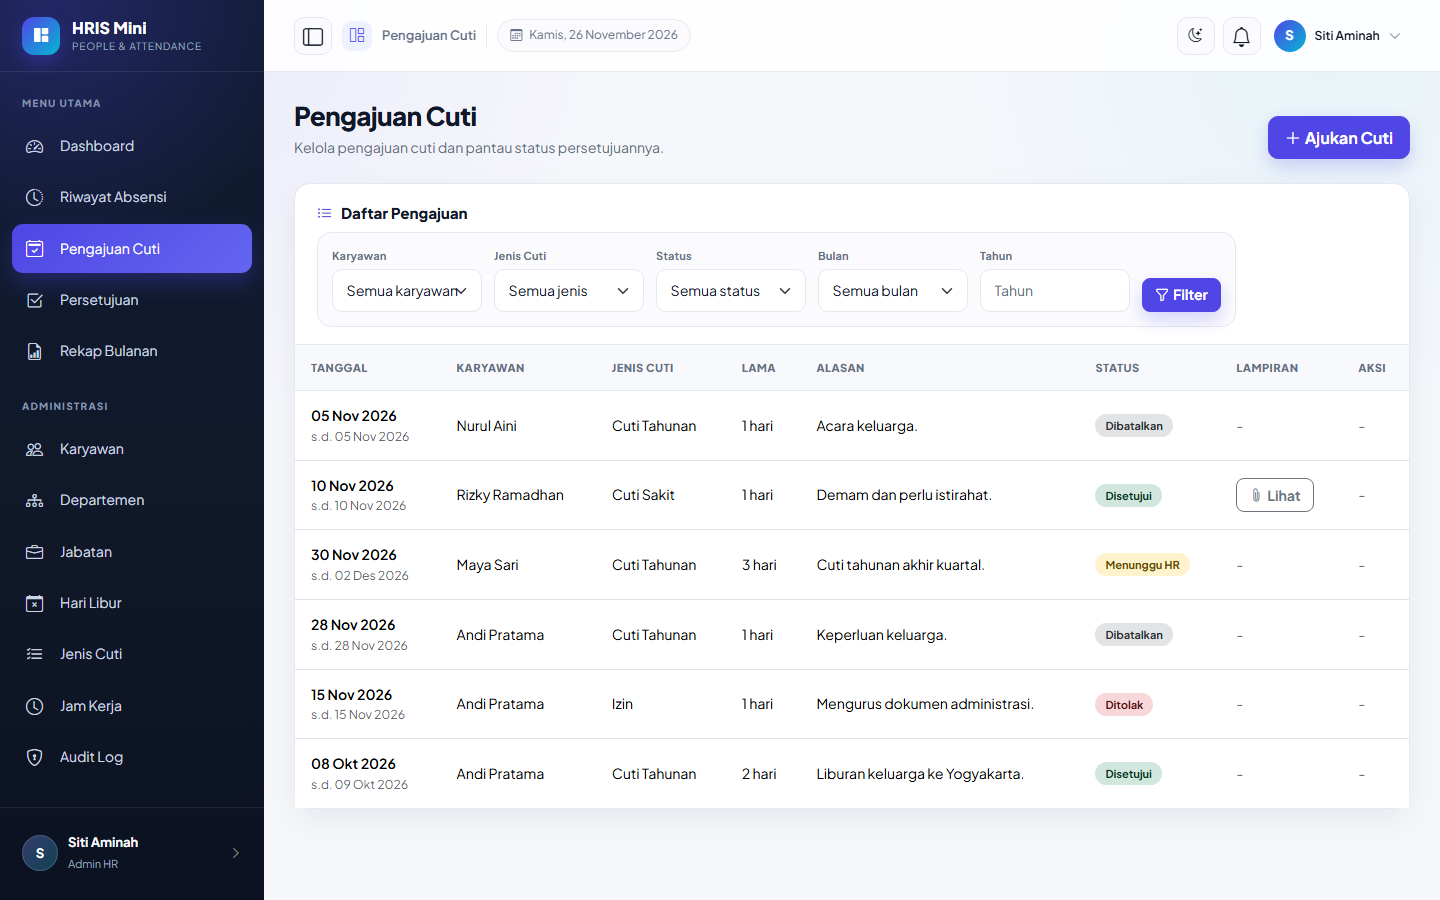 HRIS Mini
PEOPLE & ATTENDANCE
MENU UTAMA
Dashboard
Riwayat Absensi
Pengajuan Cuti
Persetujuan
Rekap Bulanan
ADMINISTRASI
Karyawan
Departemen
Jabatan
Hari Libur
Jenis Cuti
Jam Kerja
Audit Log
S
Siti Aminah
Admin HR
Pengajuan Cuti
Kamis, 26 November 2026
S
Siti Aminah
Pengajuan Cuti
Kelola pengajuan cuti dan pantau status persetujuannya.
Ajukan Cuti
Daftar Pengajuan
Karyawan Jenis Cuti Status Bulan Tahun
Semua karyawan Semua jenis Semua status Semua bulan Tahun Filter
TANGGAL KARYAWAN JENIS CUTI LAMA ALASAN STATUS LAMPIRAN AKSI
05 Nov 2026
s.d. 05 Nov 2026
Nurul Aini Cuti Tahunan 1 hari Acara keluarga. Dibatalkan - -
10 Nov 2026
s.d. 10 Nov 2026
Rizky Ramadhan Cuti Sakit 1 hari Demam dan perlu istirahat. Disetujui Lihat -
30 Nov 2026
s.d. 02 Des 2026
Maya Sari Cuti Tahunan 3 hari Cuti tahunan akhir kuartal. Menunggu HR - -
28 Nov 2026
s.d. 28 Nov 2026
Andi Pratama Cuti Tahunan 1 hari Keperluan keluarga. Dibatalkan - -
15 Nov 2026
s.d. 15 Nov 2026
Andi Pratama Izin 1 hari Mengurus dokumen administrasi. Ditolak - -
08 Okt 2026
s.d. 09 Okt 2026
Andi Pratama Cuti Tahunan 2 hari Liburan keluarga ke Yogyakarta. Disetujui - -